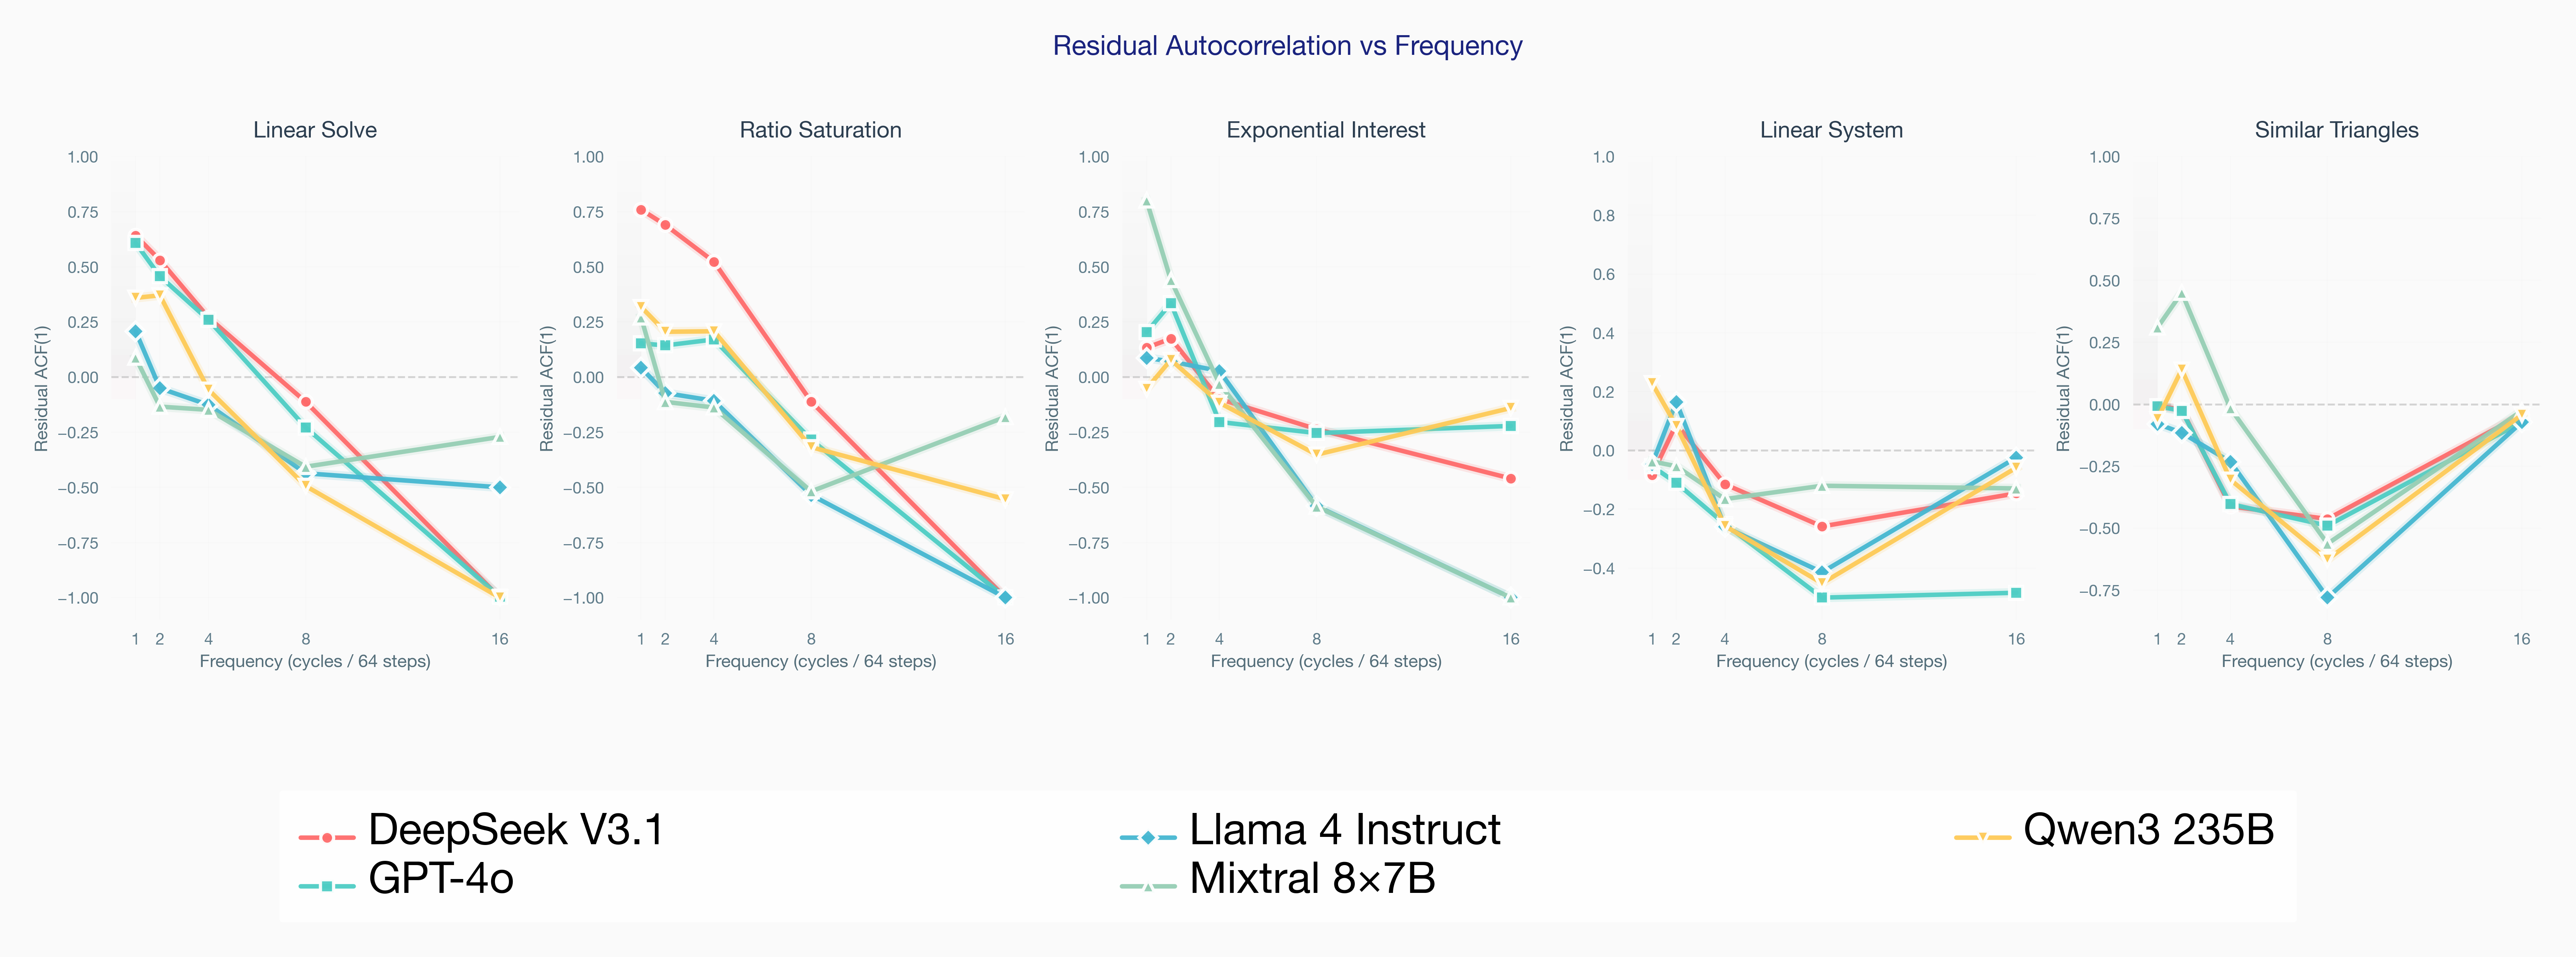 Residual Autocorrelation vs Frequency
Linear Solve
Residual ACF(1)
1.00
0.75
0.50
0.25
0.00
−0.25
−0.50
−0.75
−1.00
1 2 4 8 16
Frequency (cycles / 64 steps)
Ratio Saturation
Residual ACF(1)
1.00
0.75
0.50
0.25
0.00
−0.25
−0.50
−0.75
−1.00
1 2 4 8 16
Frequency (cycles / 64 steps)
Exponential Interest
Residual ACF(1)
1.00
0.75
0.50
0.25
0.00
−0.25
−0.50
−0.75
−1.00
1 2 4 8 16
Frequency (cycles / 64 steps)
Linear System
Residual ACF(1)
1.0
0.8
0.6
0.4
0.2
0.0
−0.2
−0.4
1 2 4 8 16
Frequency (cycles / 64 steps)
Similar Triangles
Residual ACF(1)
1.00
0.75
0.50
0.25
0.00
−0.25
−0.50
−0.75
1 2 4 8 16
Frequency (cycles / 64 steps)
DeepSeek V3.1 Llama 4 Instruct Qwen3 235B
GPT-4o Mixtral 8×7B